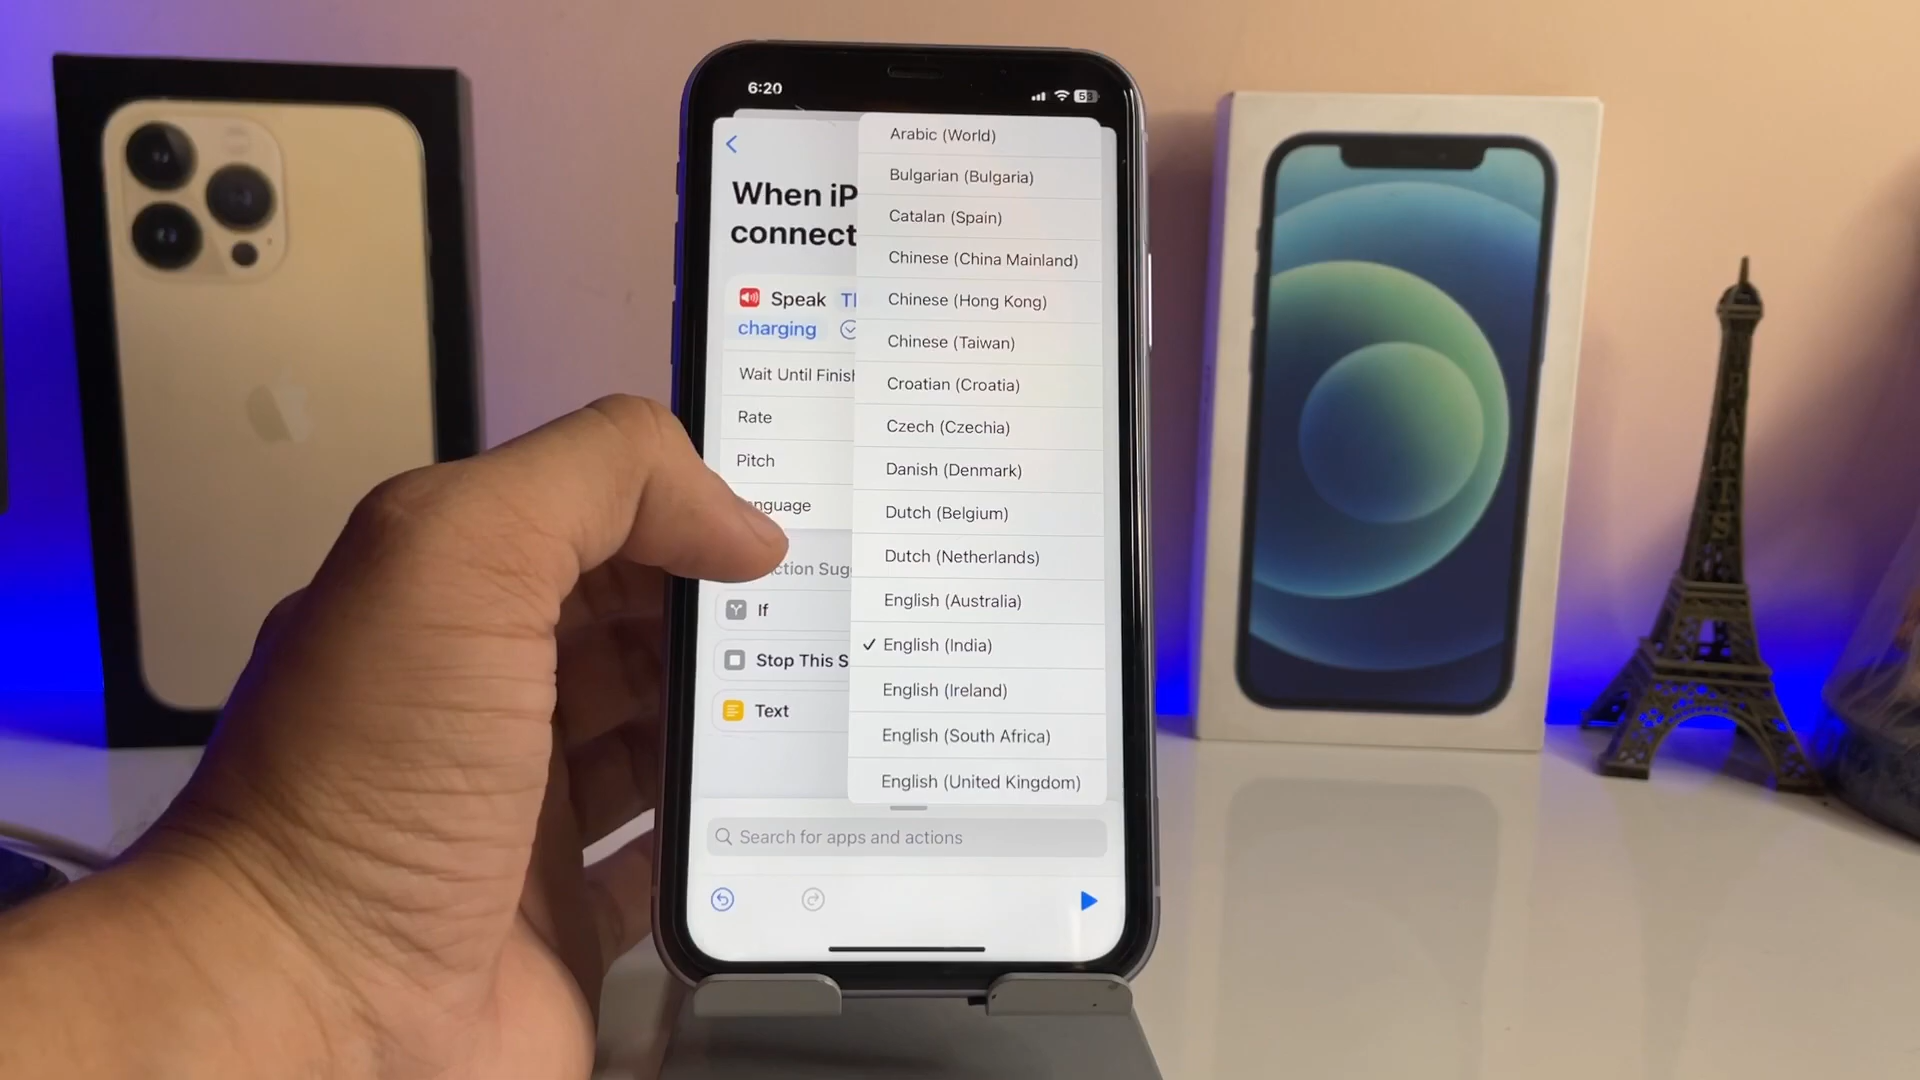 6:20
53
When iP
connect
Speak
charging
Wait Until Finish
Rate
Pitch
nguage
ction Sug
If
Stop This S
Text
Arabic (World)
Bulgarian (Bulgaria)
Catalan (Spain)
Chinese (China Mainland)
Chinese (Hong Kong)
Chinese (Taiwan)
Croatian (Croatia)
Czech (Czechia)
Danish (Denmark)
Dutch (Belgium)
Dutch (Netherlands)
English (Australia)
✓ English (India)
English (Ireland)
English (South Africa)
English (United Kingdom)
Search for apps and actions
PARIS